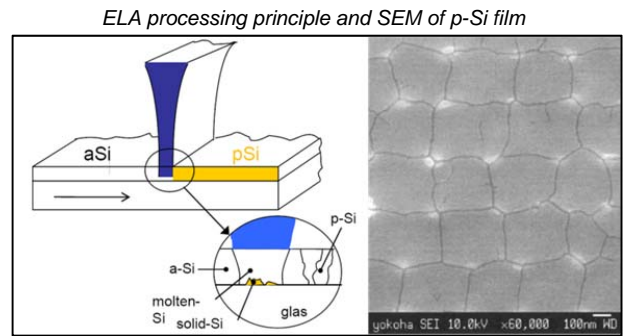 ELA processing principle and SEM of p-Si film
aSi
pSi
p-Si
a-Si
molten-
Si
solid-Si
glas
yokoha SEI 10.0kV x60,000 100nm WD